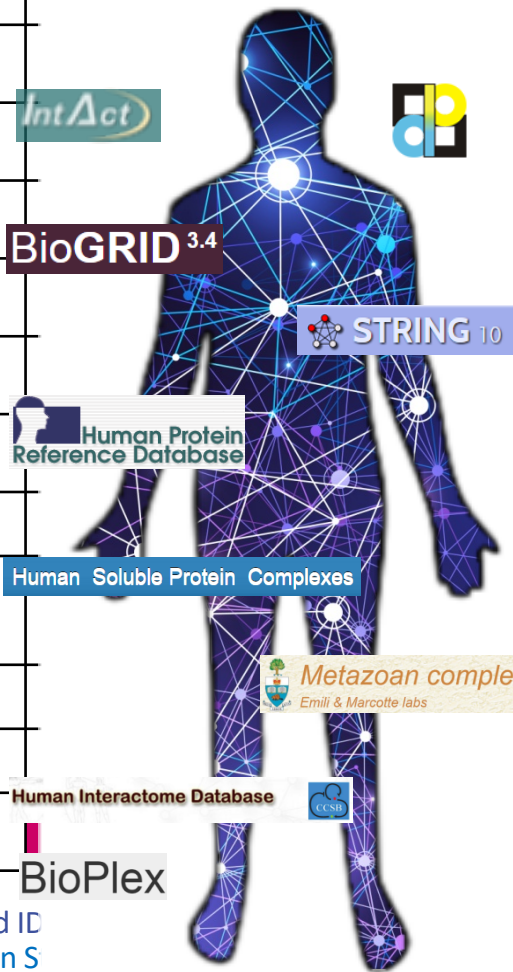 IntAct
BioGRID 3.4
STRING 10
Human Protein
Reference Database
Human Soluble Protein Complexes
Metazoan comple
Emili & Marcotte labs
Human Interactome Database
CCSB
BioPlex
d ID
n S